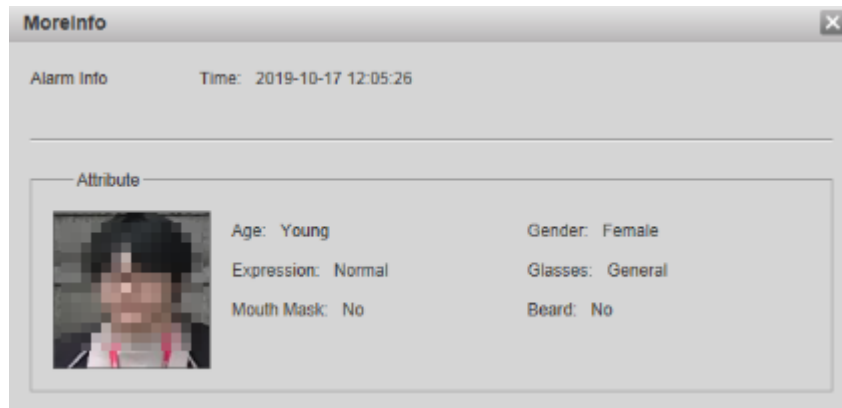 MoreInfo
Alarm Info Time: 2019-10-17 12:05:26
Attribute
Age: Young Gender: Female
Expression: Normal Glasses: General
Mouth Mask: No Beard: No